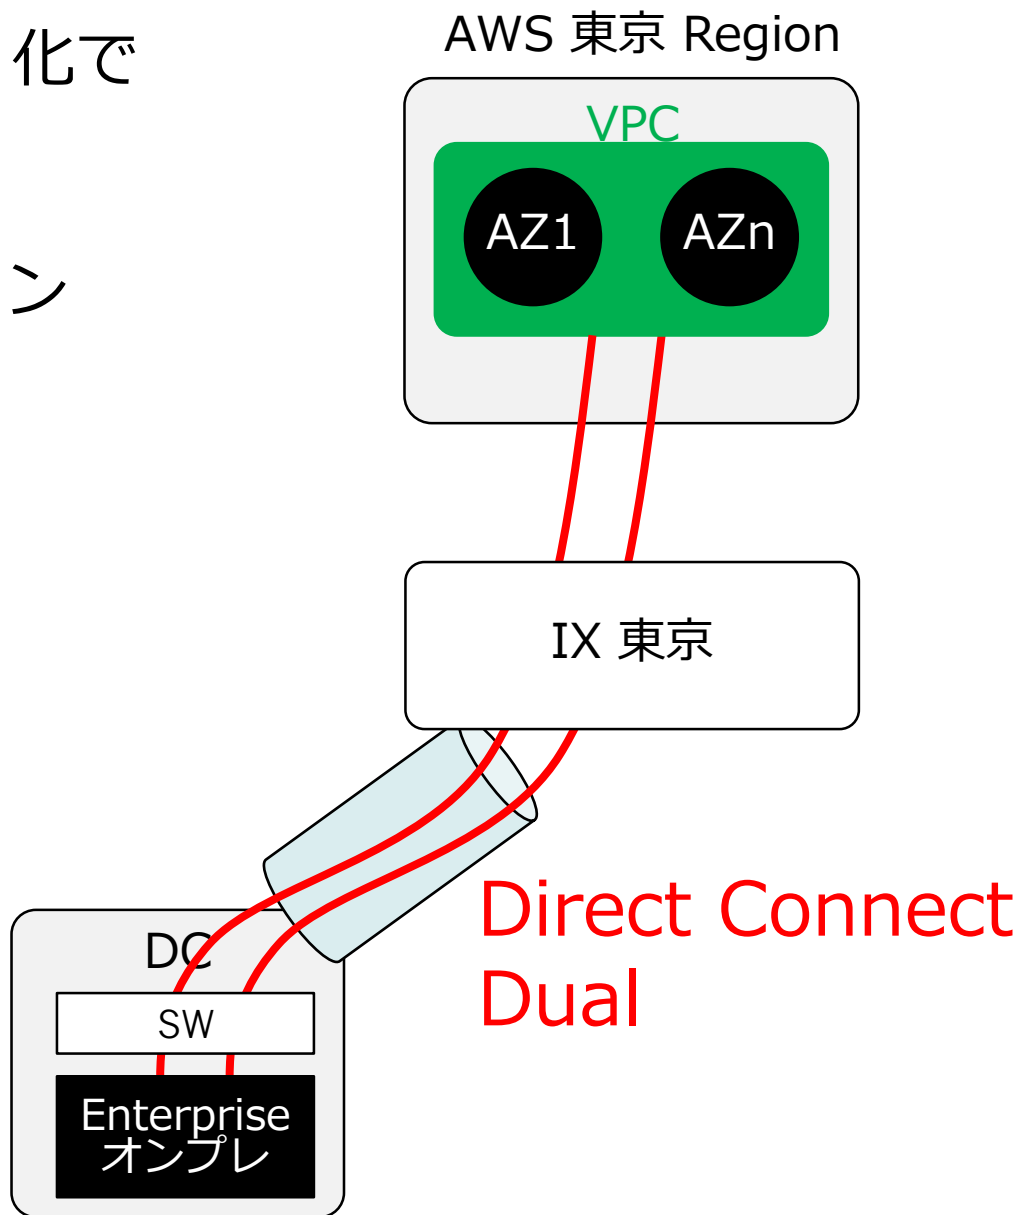 化で
ン
AWS 東京 Region
VPC
AZ1
AZn
IX 東京
Direct Connect
Dual
DC
SW
Enterprise
オンプレ